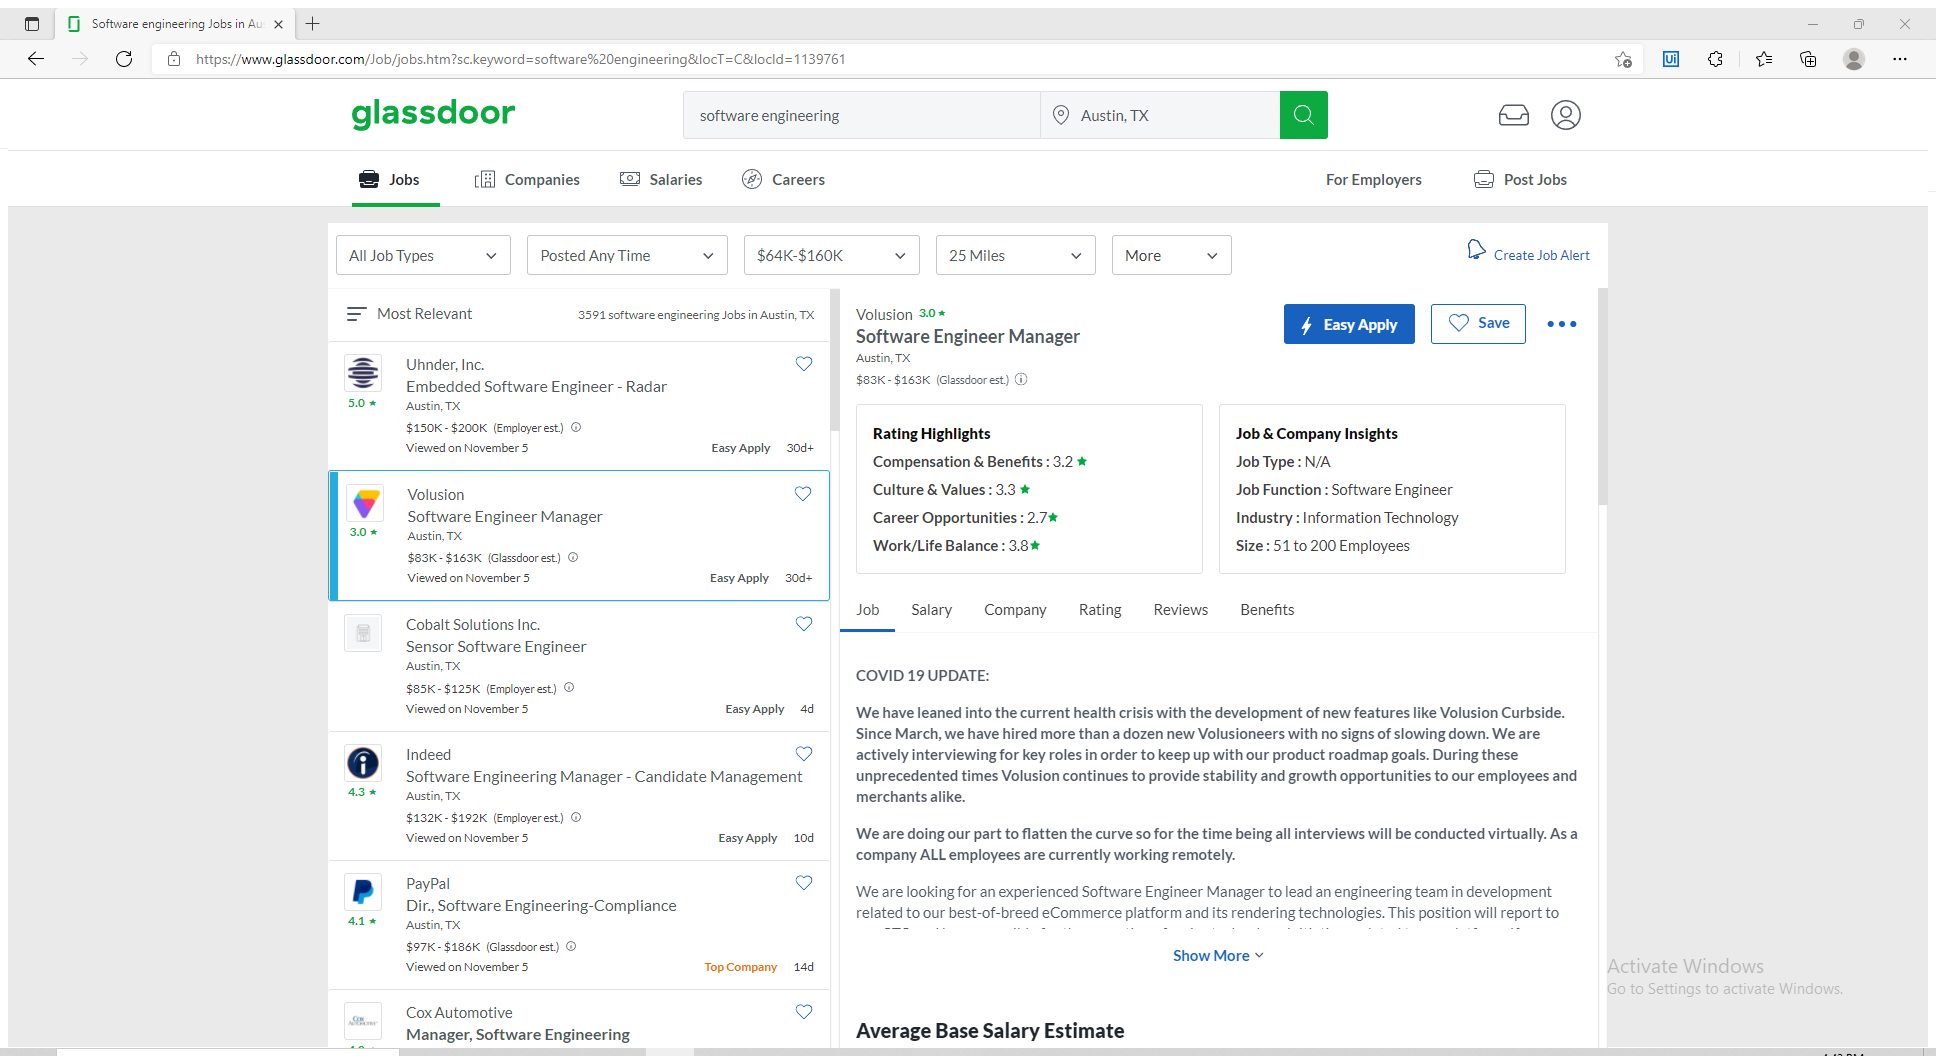 Software engineering Jobs in Au
https://www.glassdoor.com/Job/jobs.htm?sc.keyword=software%20engineering&locT=C&locId=1139761
Ui
glassdoor
software engineering
Austin, TX
Jobs
Companies
Salaries
Careers
For Employers
Post Jobs
All Job Types
Posted Any Time
$64K-$160K
25 Miles
More
Create Job Alert
Most Relevant
3591 software engineering Jobs in Austin, TX
Uhnder, Inc.
Embedded Software Engineer - Radar
5.0 ★
Austin, TX
$150K - $200K (Employer est.)
Viewed on November 5
Easy Apply 30d+
Volusion
Software Engineer Manager
3.0 ★
Austin, TX
$83K - $163K (Glassdoor est.)
Viewed on November 5
Easy Apply 30d+
Cobalt Solutions Inc.
Sensor Software Engineer
Austin, TX
$85K - $125K (Employer est.)
Viewed on November 5
Easy Apply 4d
Indeed
Software Engineering Manager - Candidate Management
4.3 ★
Austin, TX
$132K - $192K (Employer est.)
Viewed on November 5
Easy Apply 10d
PayPal
Dir., Software Engineering-Compliance
4.1 ★
Austin, TX
$97K - $186K (Glassdoor est.)
Viewed on November 5
Top Company 14d
Cox Automotive
Manager, Software Engineering
Volusion 3.0 ★
Software Engineer Manager
Austin, TX
$83K - $163K (Glassdoor est.)
Easy Apply
Save
Rating Highlights
Compensation & Benefits : 3.2 ★
Culture & Values : 3.3 ★
Career Opportunities : 2.7★
Work/Life Balance : 3.8★
Job & Company Insights
Job Type : N/A
Job Function : Software Engineer
Industry : Information Technology
Size : 51 to 200 Employees
Job
Salary
Company
Rating
Reviews
Benefits
COVID 19 UPDATE:
We have leaned into the current health crisis with the development of new features like Volusion Curbside.
Since March, we have hired more than a dozen new Volusioneers with no signs of slowing down. We are
actively interviewing for key roles in order to keep up with our product roadmap goals. During these
unprecedented times Volusion continues to provide stability and growth opportunities to our employees and
merchants alike.
We are doing our part to flatten the curve so for the time being all interviews will be conducted virtually. As a
company ALL employees are currently working remotely.
We are looking for an experienced Software Engineer Manager to lead an engineering team in development
related to our best-of-breed eCommerce platform and its rendering technologies. This position will report to
Show More
Average Base Salary Estimate
Activate Windows
Go to Settings to activate Windows.